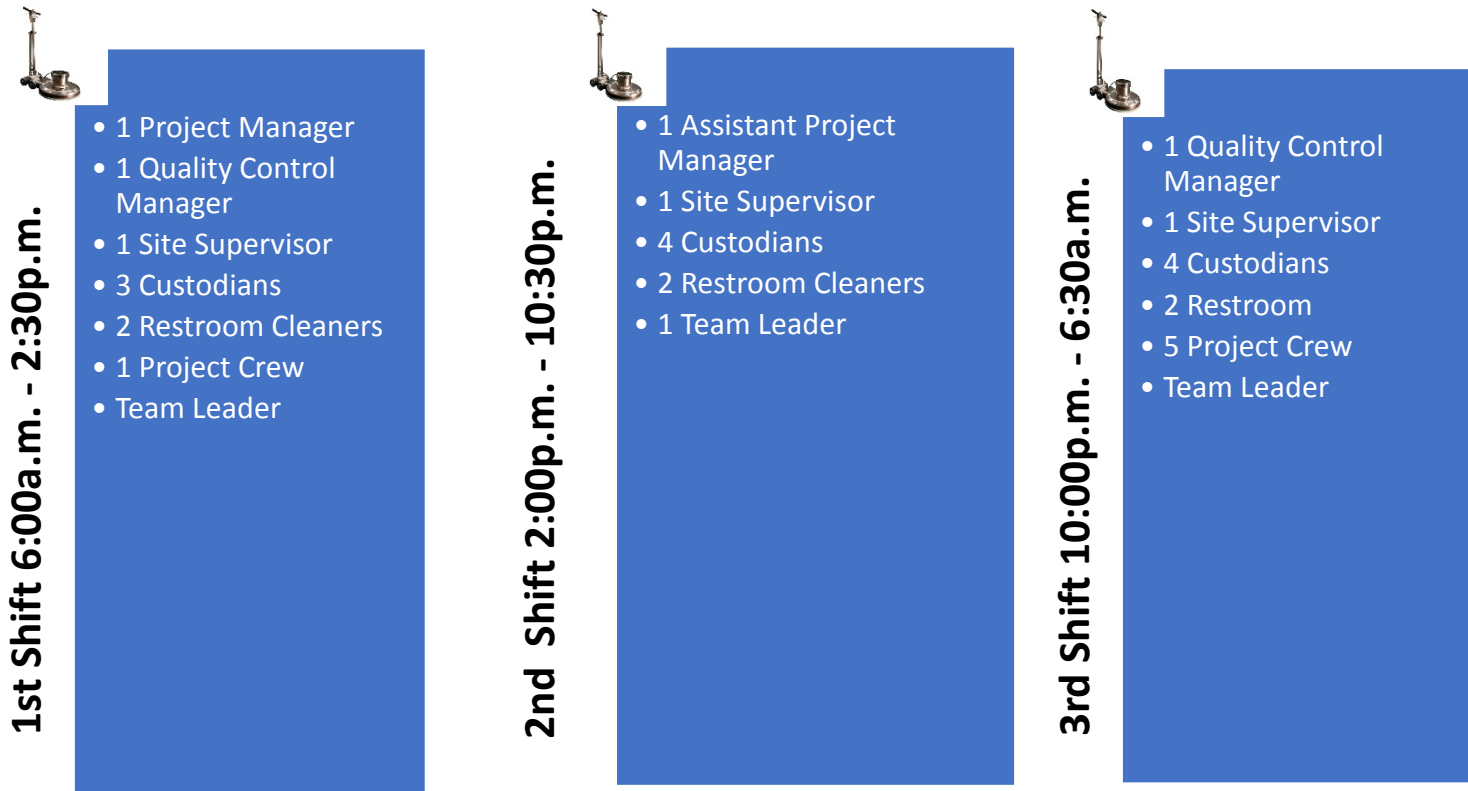 1st Shift 6:00a.m. - 2:30p.m.
• 1 Project Manager
• 1 Quality Control
Manager
• 1 Site Supervisor
• 3 Custodians
• 2 Restroom Cleaners
• 1 Project Crew
• Team Leader
2nd  Shift 2:00p.m. - 10:30p.m.
• 1 Assistant Project
Manager
• 1 Site Supervisor
• 4 Custodians
• 2 Restroom Cleaners
• 1 Team Leader
3rd Shift 10:00p.m. - 6:30a.m.
• 1 Quality Control
Manager
• 1 Site Supervisor
• 4 Custodians
• 2 Restroom
• 5 Project Crew
• Team Leader